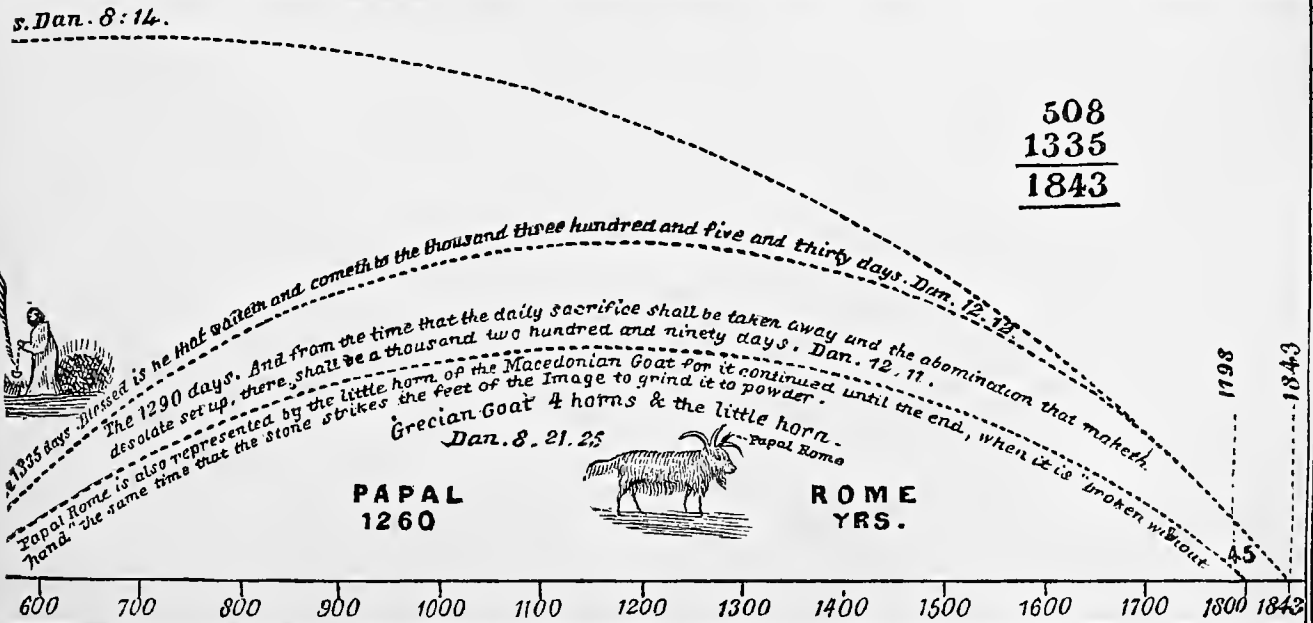 s. Dan. 8:14.
508
1335
1843
1335 days. Blessed is he that waiteth and cometh to the thousand three hundred and five and thirty days. Dan. 12.12.
The 1290 days. And from the time that the daily sacrifice shall be taken away and the abomination that maketh
desolate set up, there shall be a thousand two hundred and ninety days. Dan. 12, 11.
Papal Rome is also represented by the little horn of the Macedonian Goat for it continued until the end, when it is "broken without
hand" the same time that the stone strikes the feet of the Image to grind it to powder.
Grecian Goat 4 horns & the little horn.
Dan. 8. 21. 25
Papal Rome
PAPAL ROME
1260 YRS.
1798
1843
45
600 700 800 900 1000 1100 1200 1300 1400 1500 1600 1700 1800 1843